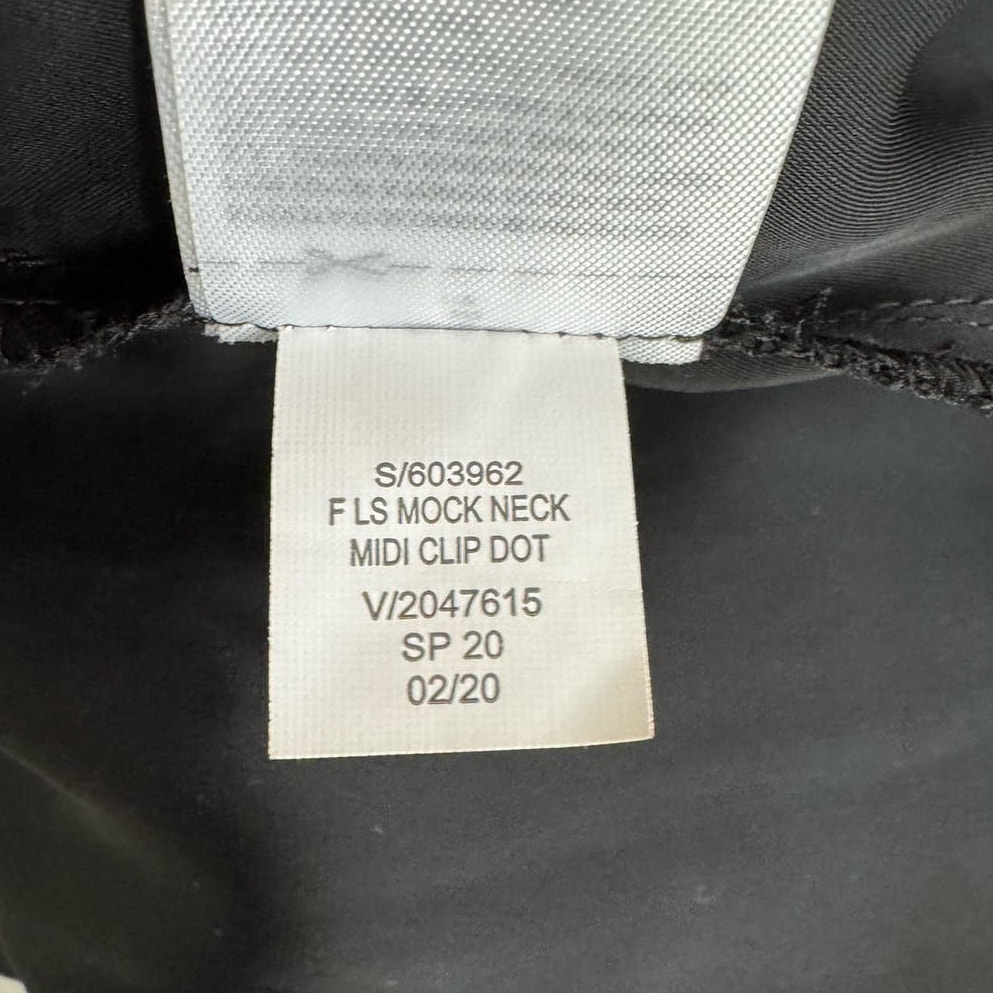 S/603962
F LS MOCK NECK
MIDI CLIP DOT
V/2047615
SP 20
02/20